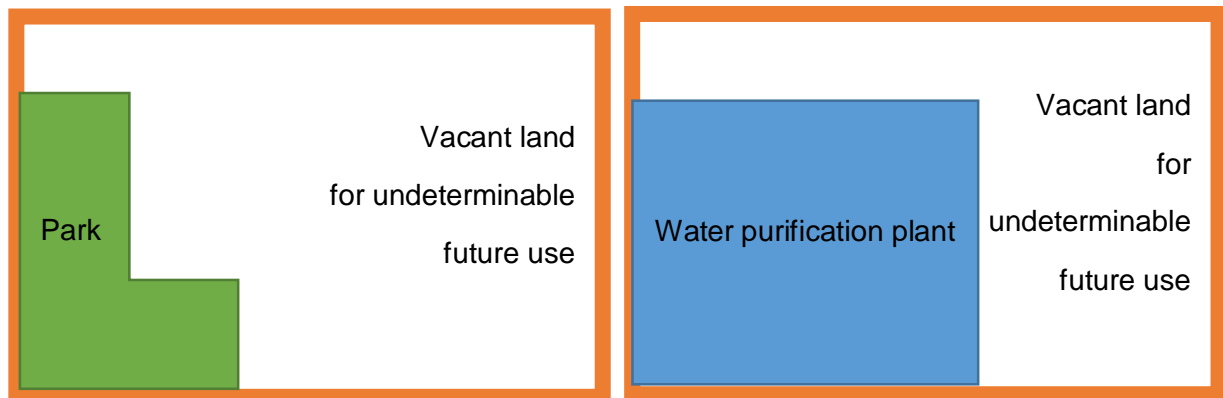 Park
Vacant land
for undeterminable
future use
Water purification plant
Vacant land
for
undeterminable
future use